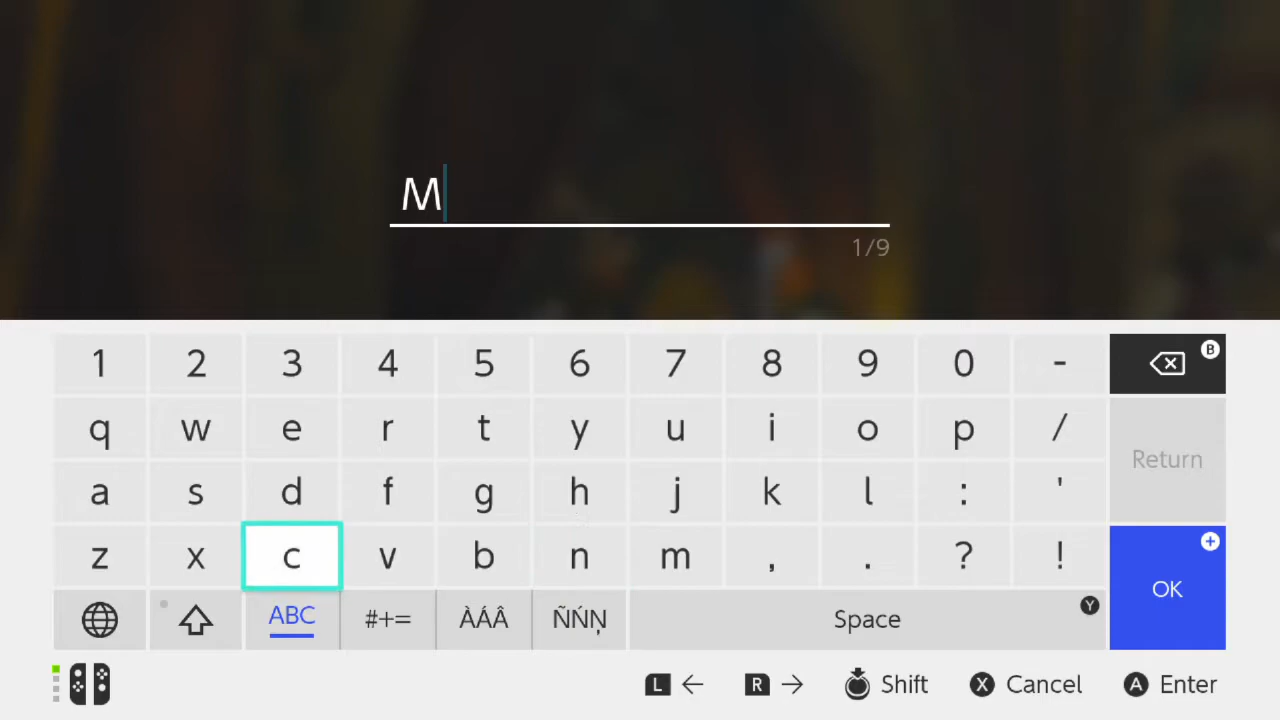 M
1/9
1 2 3 4 5 6 7 8 9 0 - B
q w e r t y u i o p / Return
a s d f g h j k l : '
z x c v b n m , . ? ! + OK
ABC #+= ÀÁÂ ÑŃŅ Space Y
L ← R → Shift X Cancel A Enter